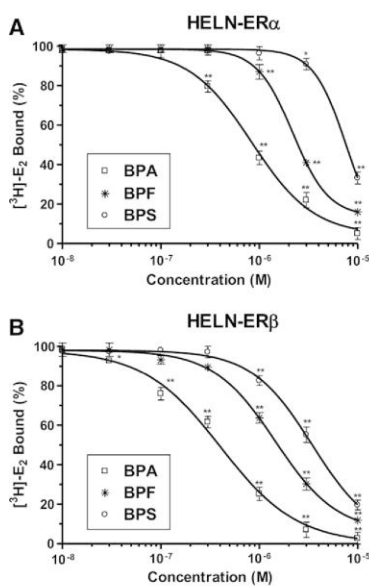 A
HELN-ERα
[³H]-E₂ Bound (%)
100
80
60
40
20
0
BPA
BPF
BPS
**
**
**
**
**
*
**
**
**
10⁻⁸ 10⁻⁷ 10⁻⁶ 10⁻⁵
Concentration (M)
B
HELN-ERβ
[³H]-E₂ Bound (%)
100
80
60
40
20
0
BPA
BPF
BPS
*
**
**
**
**
**
**
**
**
**
**
**
10⁻⁸ 10⁻⁷ 10⁻⁶ 10⁻⁵
Concentration (M)